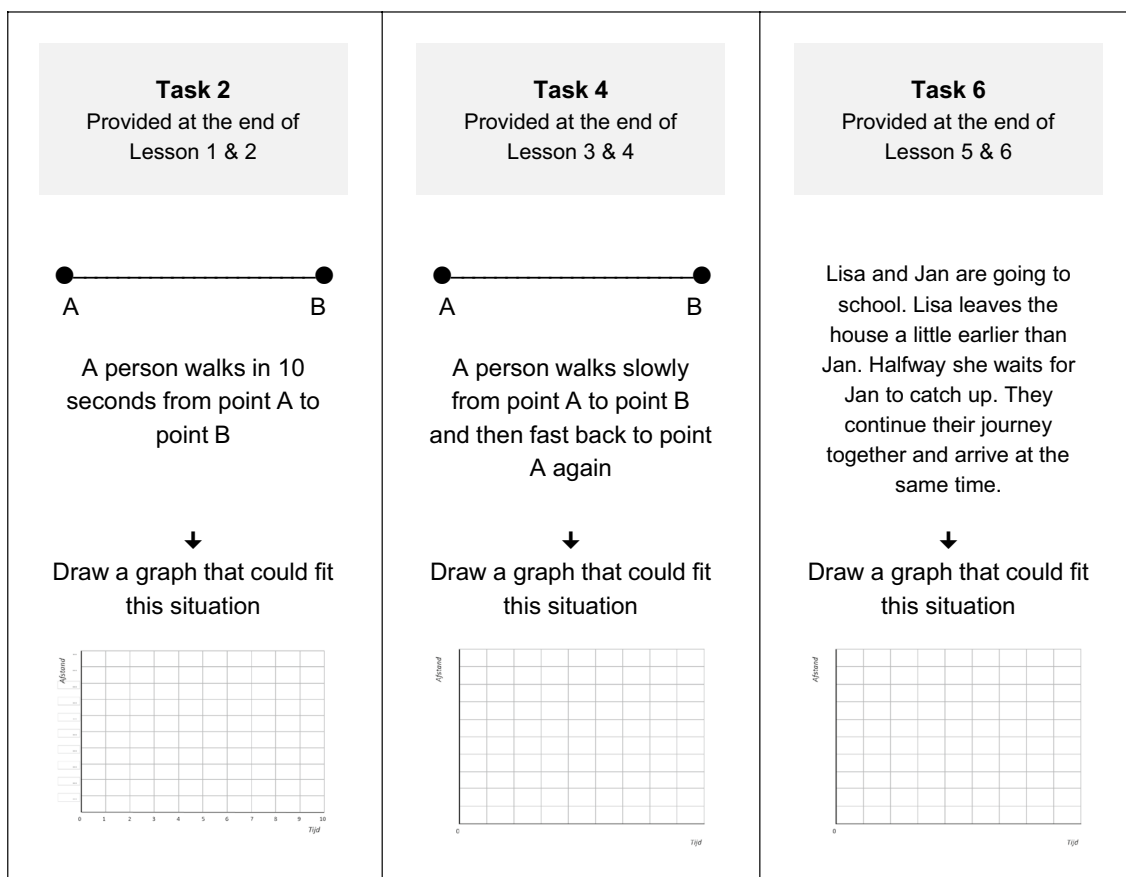 Task 2
Provided at the end of
Lesson 1 & 2
A
B
A person walks in 10
seconds from point A to
point B
Draw a graph that could fit
this situation
Afstand
0 1 2 3 4 5 6 7 8 9 10
Tijd
Task 4
Provided at the end of
Lesson 3 & 4
A
B
A person walks slowly
from point A to point B
and then fast back to point
A again
Draw a graph that could fit
this situation
Afstand
0
Tijd
Task 6
Provided at the end of
Lesson 5 & 6
Lisa and Jan are going to
school. Lisa leaves the
house a little earlier than
Jan. Halfway she waits for
Jan to catch up. They
continue their journey
together and arrive at the
same time.
Draw a graph that could fit
this situation
Afstand
0
Tijd